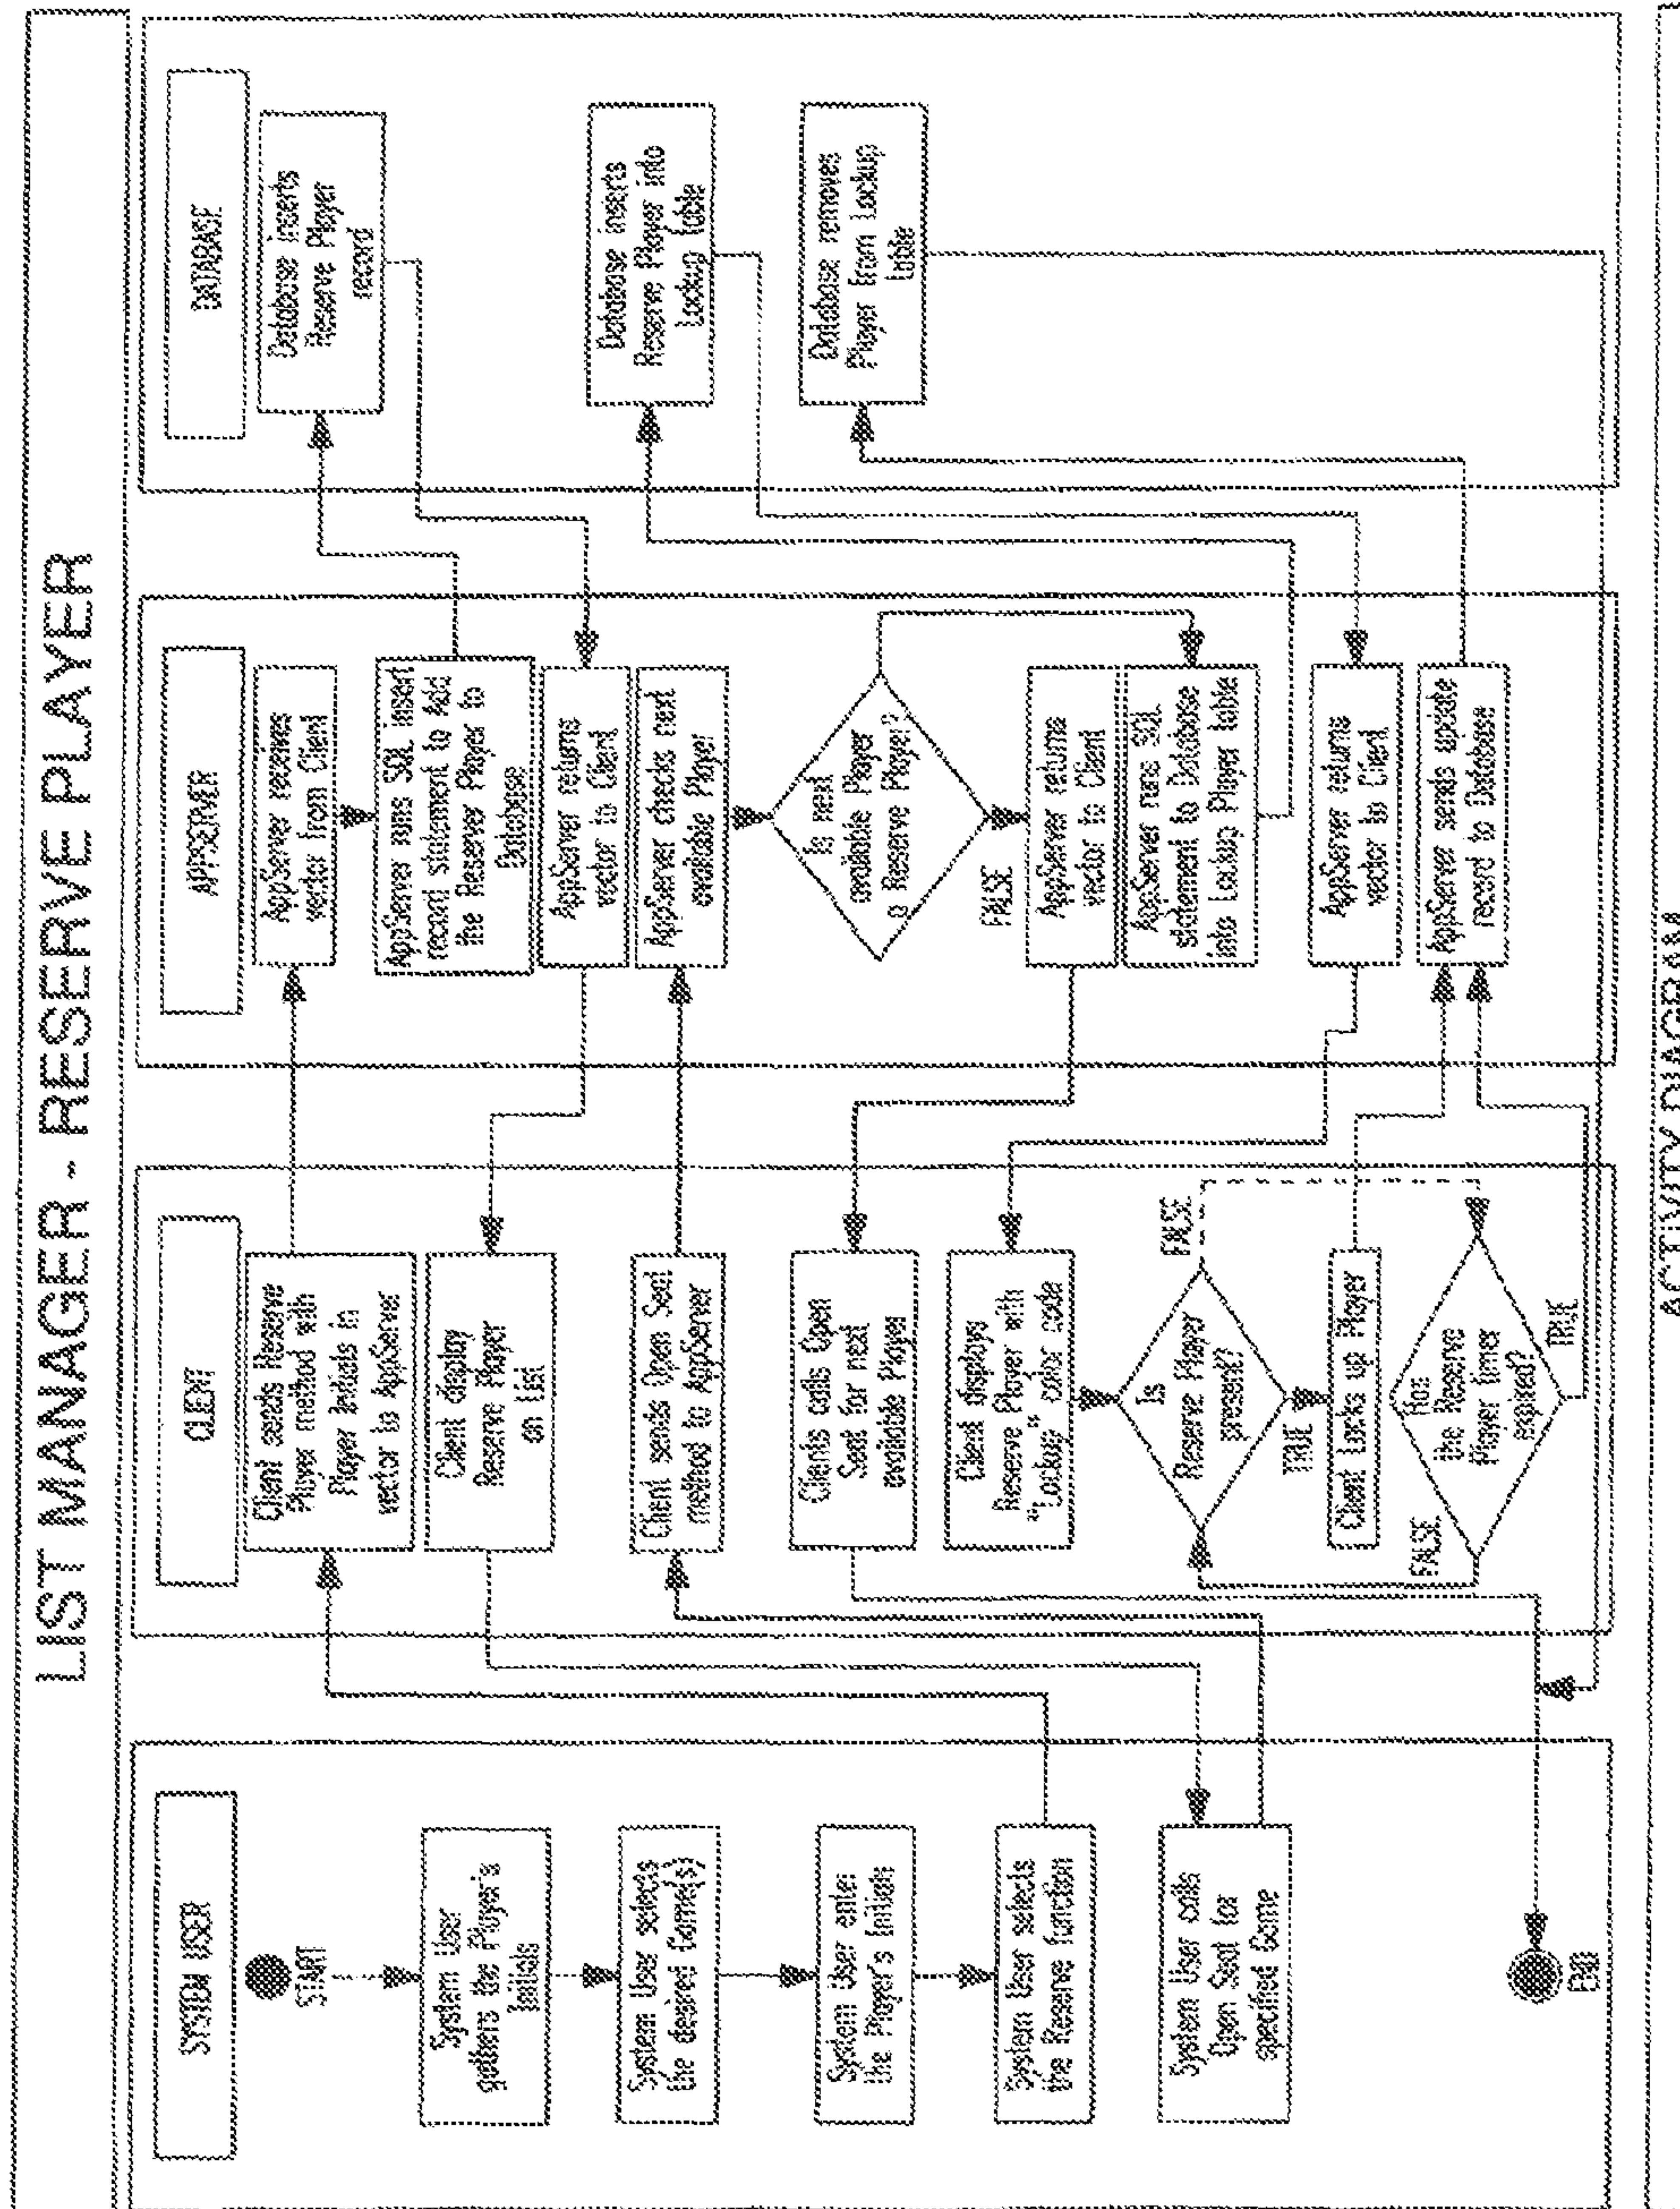 LIST MANAGER - RESERVE PLAYER
SYSTEM USER
START
System User
gathers the Player's
Initials
System User selects
the desired Game(s)
System User enter
the Player's Initials
System User selects
the Reserve function
System User calls
Open Seat for
specified Game
END
CLIENT
Client sends Reserve
Player method with
Player Initials in
vector to AppServer
Client display
Reserve Player
on List
Client sends Open Seat
method to AppServer
Clients calls Open
Seat for next
available Player
Client displays
Reserve Player with
"Lockup" color code
Is
Reserve Player
present?
FALSE
TRUE
Client Locks up Player
Has
the Reserve
Player timer
expired?
FALSE
TRUE
APPSERVER
AppServer receives
vector from Client
AppServer runs SQL insert
record statement to Add
the Reserver Player to
Database
AppServer returns
vector to Client
AppServer checks next
available Player
Is next
available Player
a Reserve Player?
FALSE
AppServer returns
vector to Client
AppServer runs SQL
statement to Database
into Lockup Player table
AppServer returns
vector to Client
AppServer sends update
record to Database
DATABASE
Database inserts
Reserve Player
record
Database inserts
Reserve Player into
Lockup Table
Database removes
Player from Lockup
table
ACTIVITY DIAGRAM